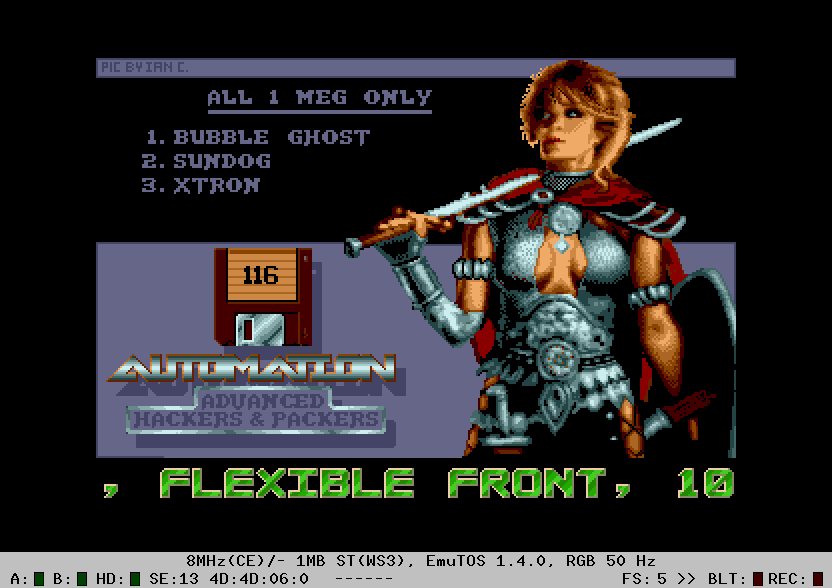 PIC BY IAN C.
ALL 1 MEG ONLY
1. BUBBLE GHOST
2. SUNDOG
3. XTRON
116
AUTOMATION
ADVANCED
HACKERS & PACKERS
, FLEXIBLE FRONT, 10
8MHz(CE)/- 1MB ST(WS3), EmuTOS 1.4.0, RGB 50 Hz
A: B: HD: SE:13 4D:4D:06:0 ------ FS: 5 >> BLT: REC: